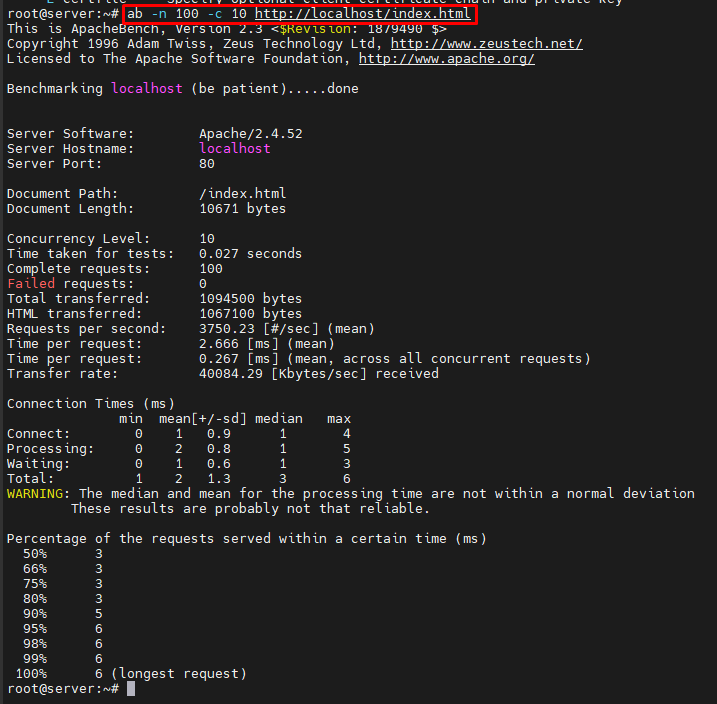 -E certfile     Specify optional client certificate chain and private key
root@server:~# ab -n 100 -c 10 http://localhost/index.html
This is ApacheBench, Version 2.3 <$Revision: 1879490 $>
Copyright 1996 Adam Twiss, Zeus Technology Ltd, http://www.zeustech.net/
Licensed to The Apache Software Foundation, http://www.apache.org/

Benchmarking localhost (be patient).....done


Server Software:        Apache/2.4.52
Server Hostname:        localhost
Server Port:            80

Document Path:          /index.html
Document Length:        10671 bytes

Concurrency Level:      10
Time taken for tests:   0.027 seconds
Complete requests:      100
Failed requests:        0
Total transferred:      1094500 bytes
HTML transferred:       1067100 bytes
Requests per second:    3750.23 [#/sec] (mean)
Time per request:       2.666 [ms] (mean)
Time per request:       0.267 [ms] (mean, across all concurrent requests)
Transfer rate:          40084.29 [Kbytes/sec] received

Connection Times (ms)
              min  mean[+/-sd] median   max
Connect:        0    1   0.9      1       4
Processing:     0    2   0.8      1       5
Waiting:        0    1   0.6      1       3
Total:          1    2   1.3      3       6
WARNING: The median and mean for the processing time are not within a normal deviation
        These results are probably not that reliable.

Percentage of the requests served within a certain time (ms)
  50%      3
  66%      3
  75%      3
  80%      3
  90%      5
  95%      6
  98%      6
  99%      6
 100%      6 (longest request)
root@server:~#